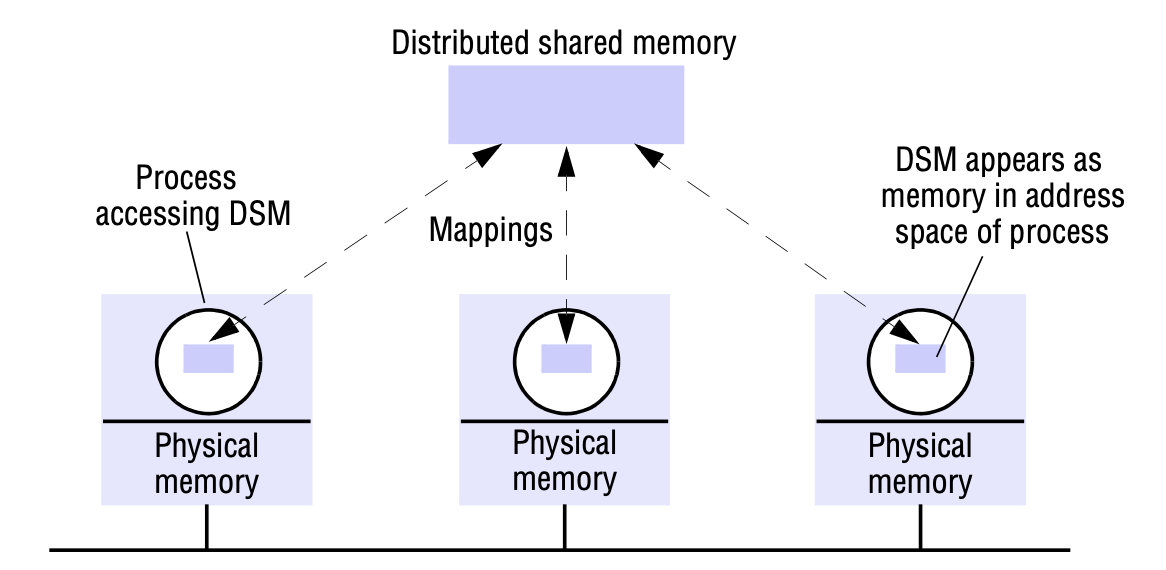 Distributed shared memory
Process
accessing DSM
Mappings
DSM appears as
memory in address
space of process
Physical
memory
Physical
memory
Physical
memory